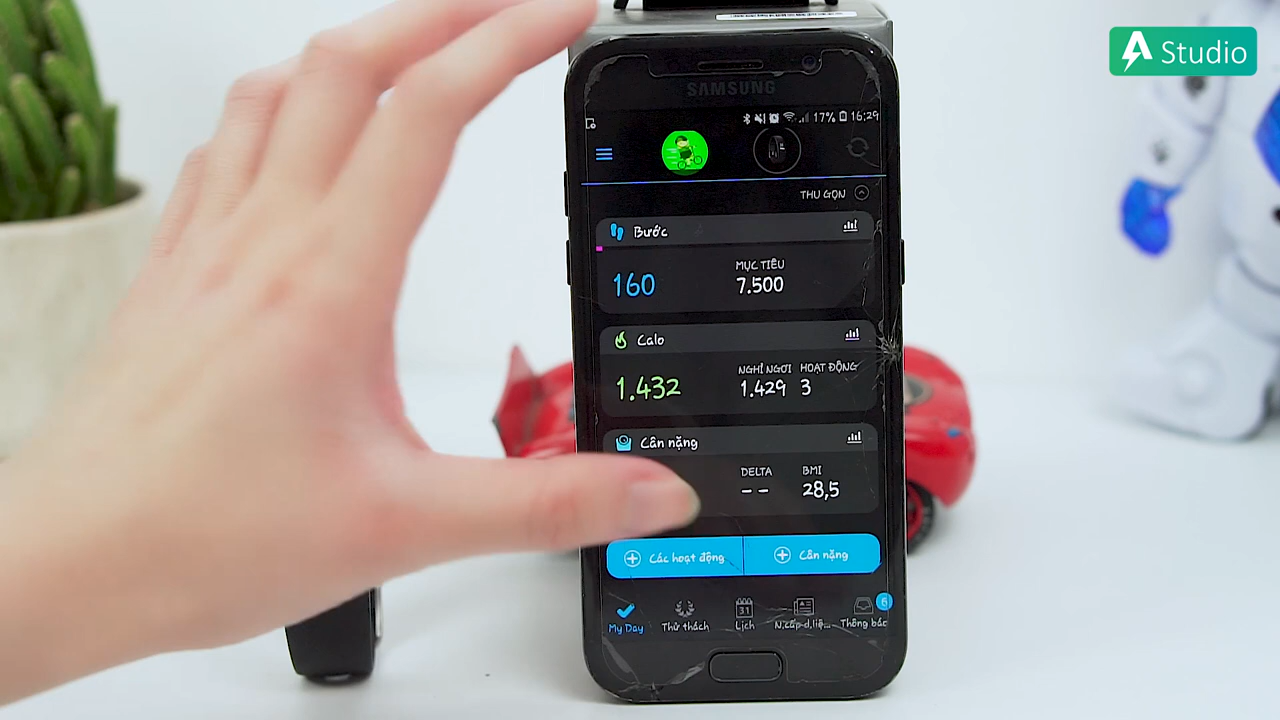 Studio
SAMSUNG
17% 16:29
THU GỌN
Bước
160
MỤC TIÊU
7.500
Calo
1.432
NGHỈ NGƠI HOẠT ĐỘNG
1.429 3
Cân nặng
DELTA BMI
-- 28,5
Các hoạt động
Cân nặng
31
6
My Day Thử thách Lịch N.cấp d.liệ... Thông báo